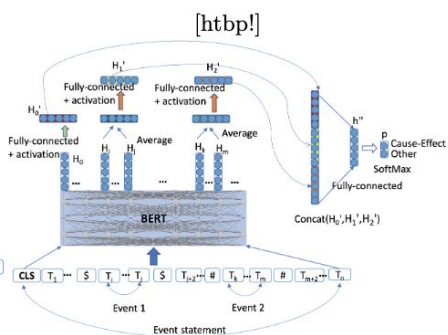 [htbp!]
H1'
H2'
Fully-connected
+ activation
Fully-connected
+ activation
H0'
h''
p
Fully-connected
+ activation
Average
Average
Cause-Effect
Other
SoftMax
H0
Hi
Hj
Hk
Hm
...
...
...
...
Fully-connected
BERT
Concat(H0',H1',H2')
CLS T1 ... $ Ti ... Tj $ Tj+2 ... # Tk ... Tm # Tm+2 ... Tn
Event 1
Event 2
Event statement